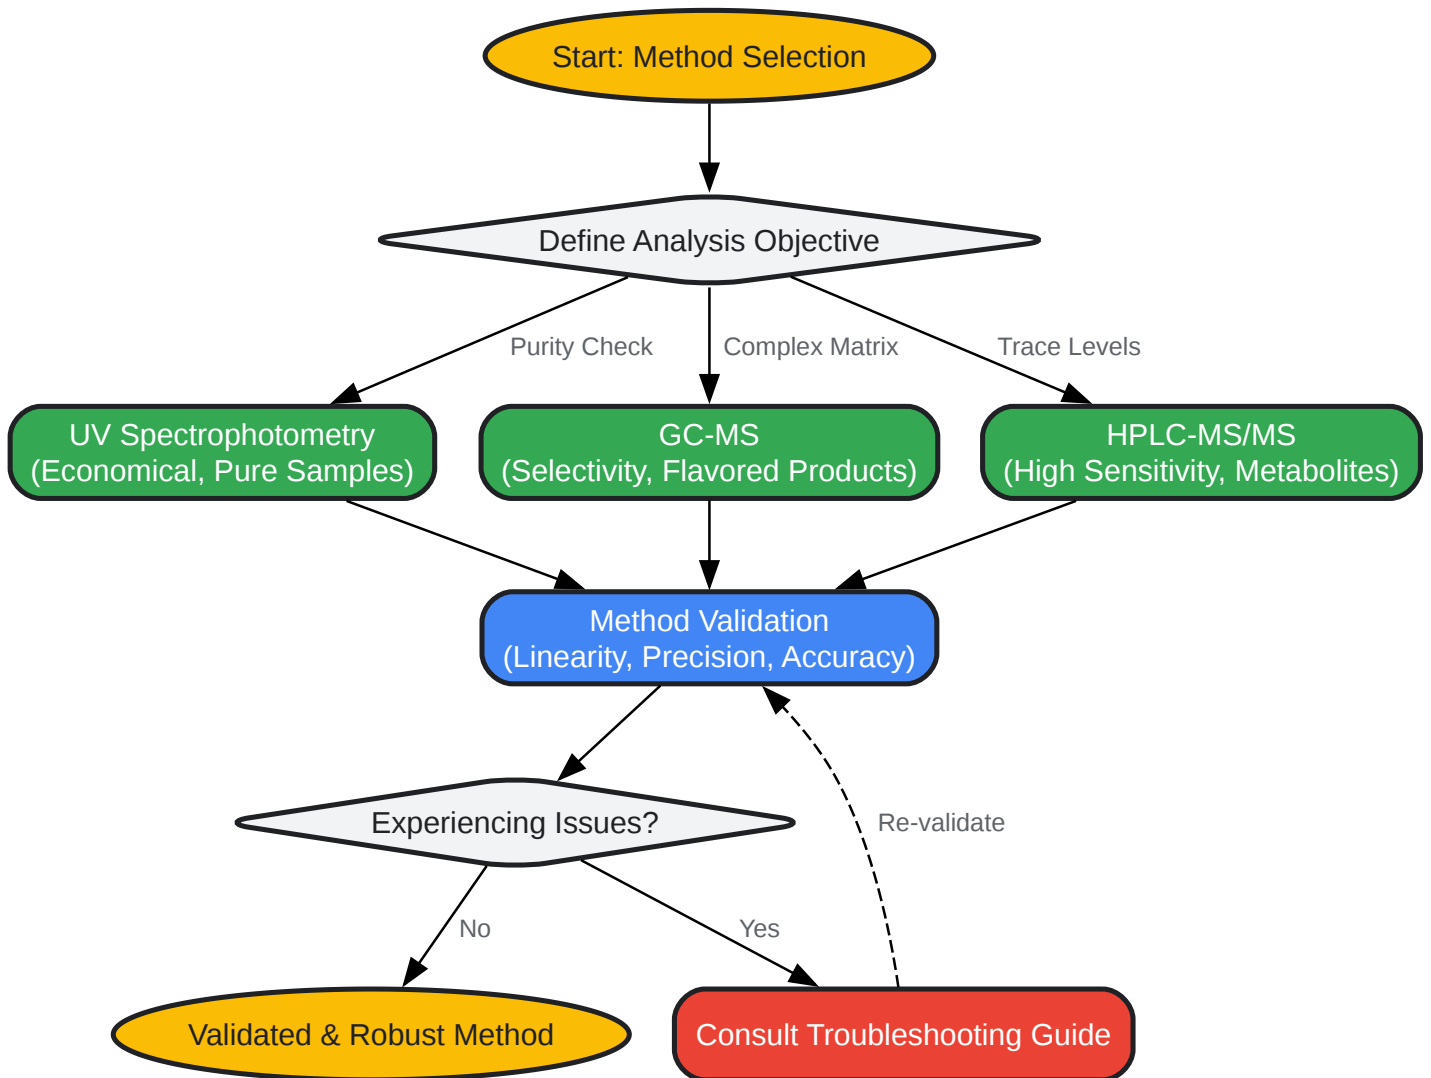 Start: Method Selection
Define Analysis Objective
Purity Check
Complex Matrix
Trace Levels
UV Spectrophotometry
(Economical, Pure Samples)
GC-MS
(Selectivity, Flavored Products)
HPLC-MS/MS
(High Sensitivity, Metabolites)
Method Validation
(Linearity, Precision, Accuracy)
Experiencing Issues?
Re-validate
No
Yes
Validated & Robust Method
Consult Troubleshooting Guide